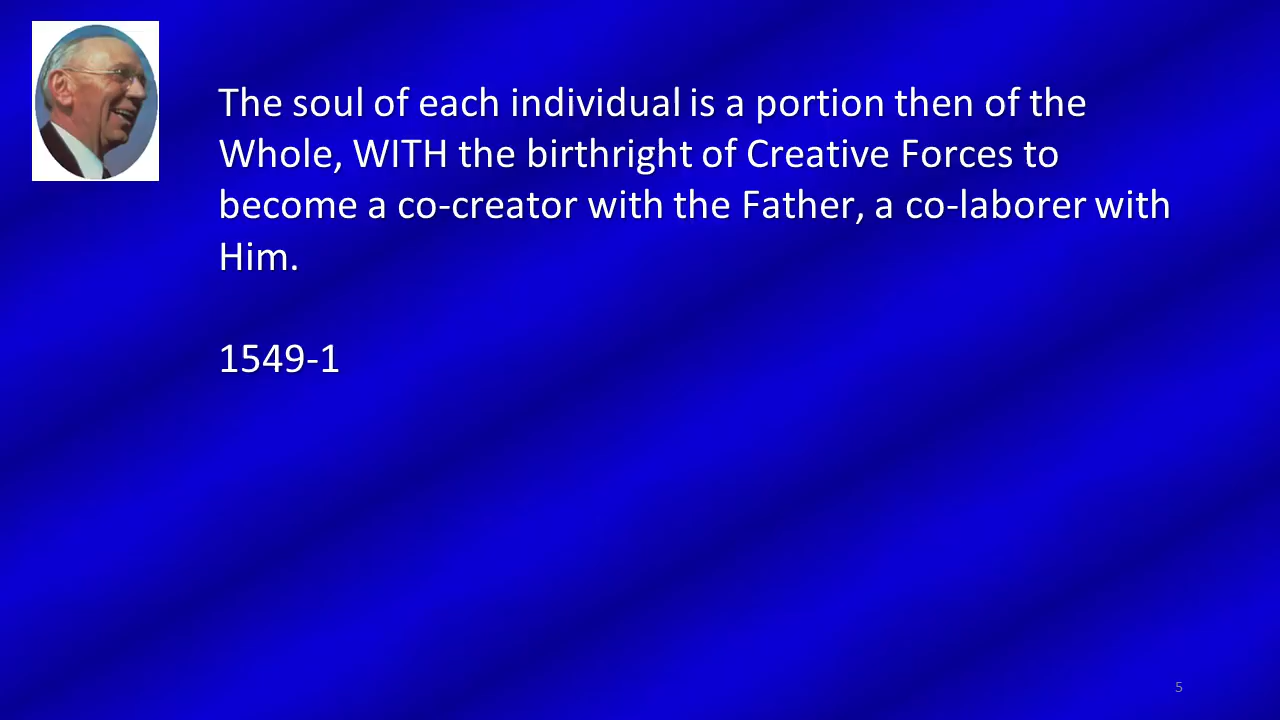 The soul of each individual is a portion then of the
Whole, WITH the birthright of Creative Forces to
become a co-creator with the Father, a co-laborer with
Him.
1549-1
5